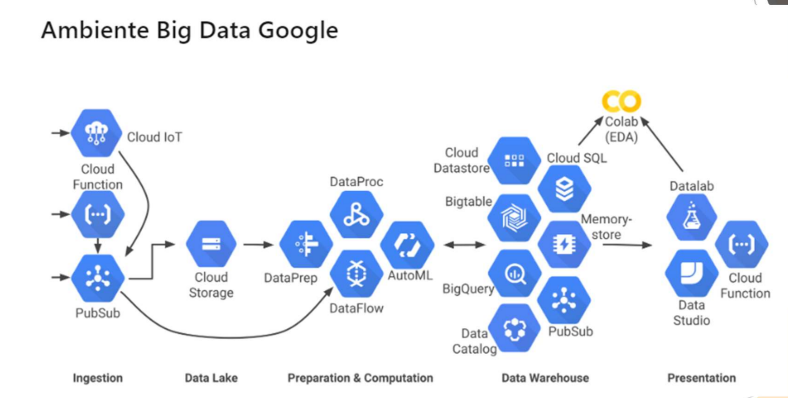 Ambiente Big Data Google
Cloud IoT
Cloud
Function
PubSub
Cloud
Storage
DataProc
DataPrep
AutoML
DataFlow
Cloud
Datastore
Cloud SQL
Bigtable
Memory-
store
BigQuery
PubSub
Data
Catalog
CO
Colab
(EDA)
Datalab
Cloud
Function
Data
Studio
Ingestion
Data Lake
Preparation & Computation
Data Warehouse
Presentation